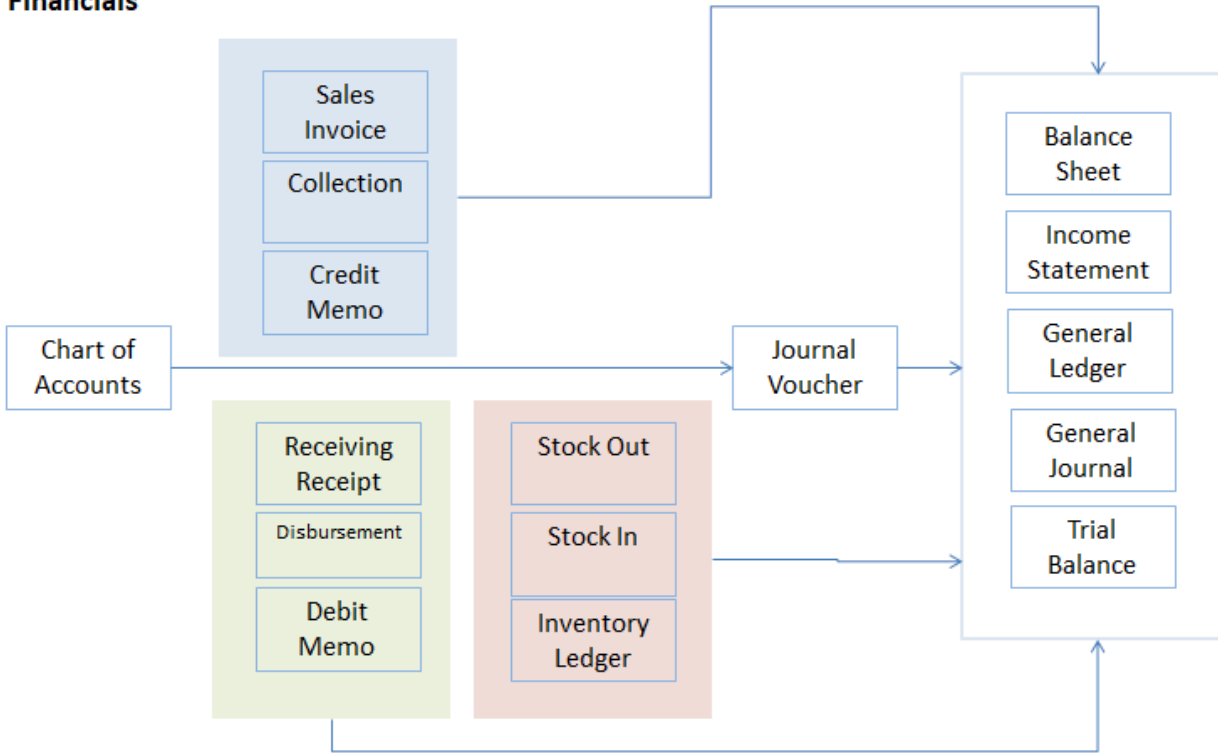 Financials
Sales
Invoice
Collection
Credit
Memo
Chart of
Accounts
Journal
Voucher
Receiving
Receipt
Disbursement
Debit
Memo
Stock Out
Stock In
Inventory
Ledger
Balance
Sheet
Income
Statement
General
Ledger
General
Journal
Trial
Balance